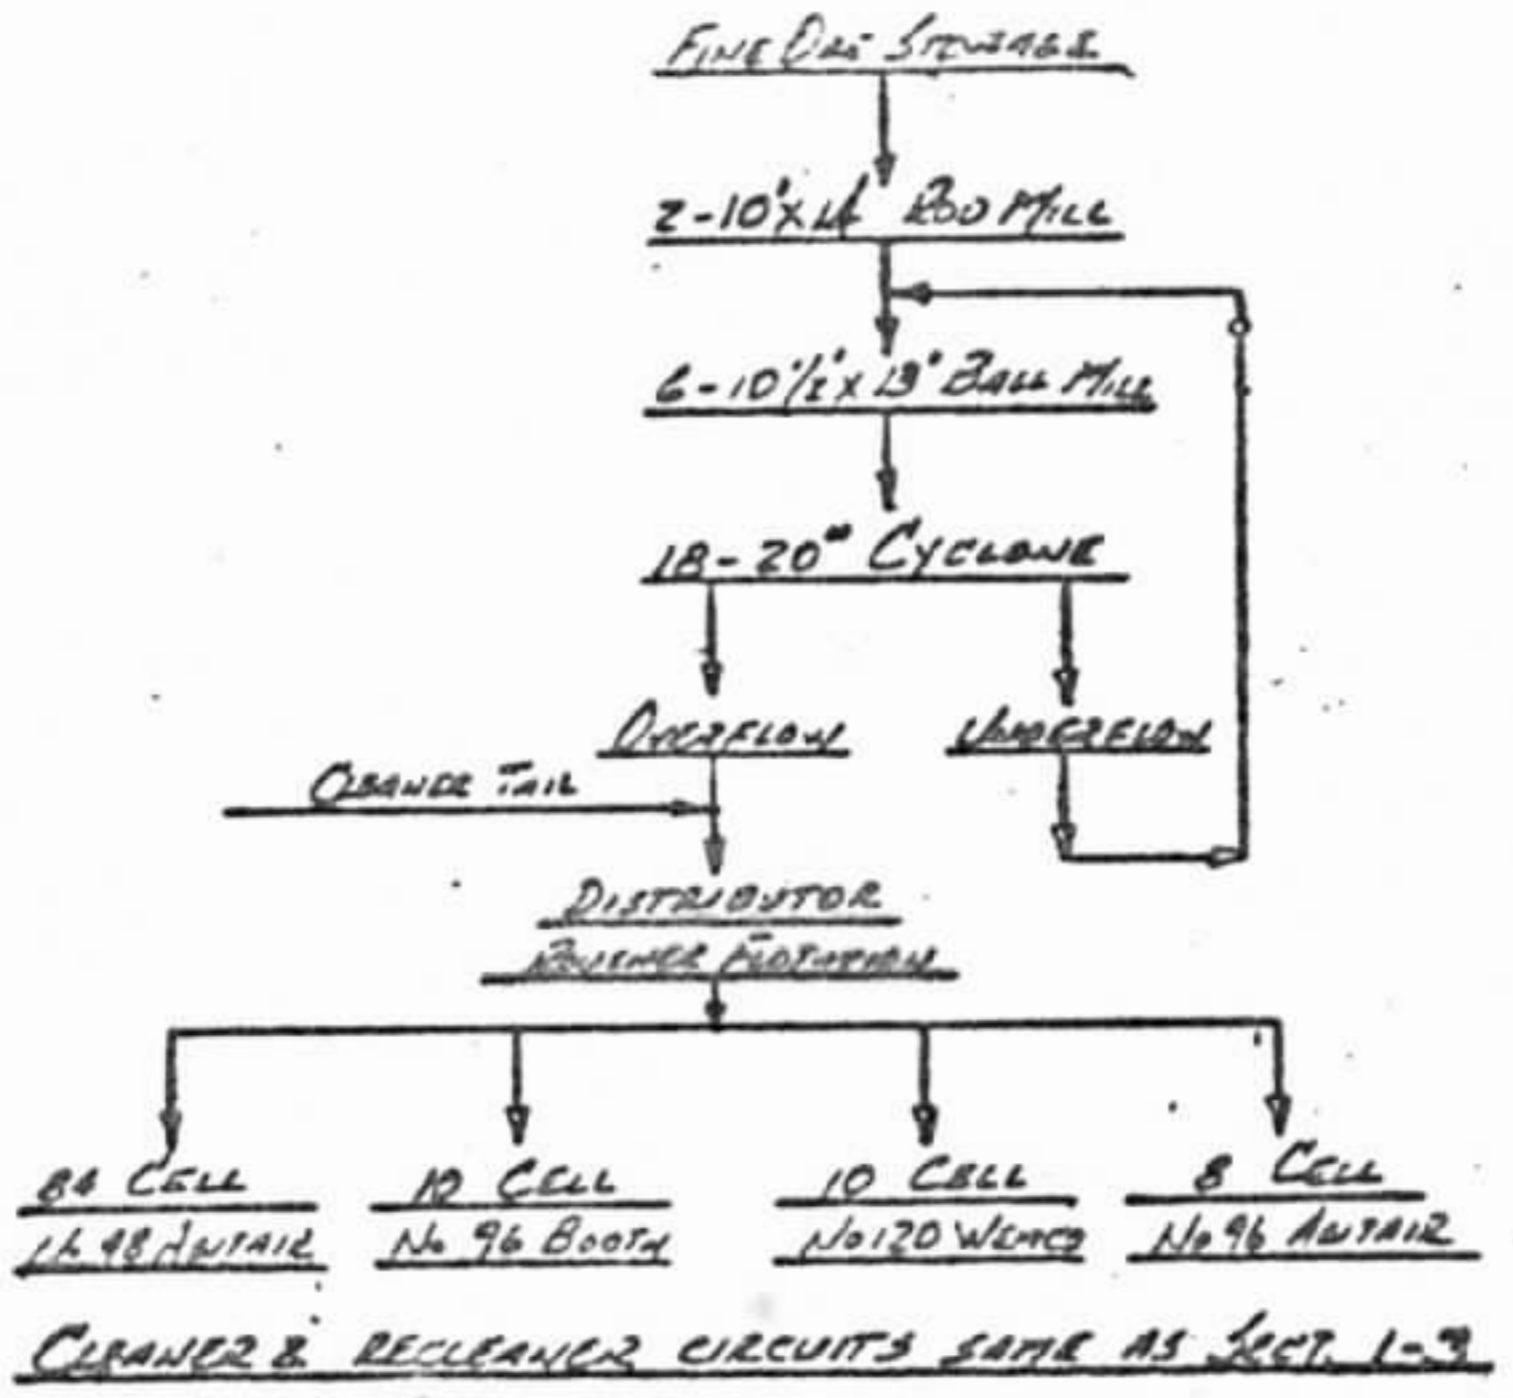 FINE ORE STORAGE
2-10'X14' ROD MILL
6-10½'X13' BALL MILL
18-20" CYCLONE
OVERFLOW
UNDERFLOW
CLEANER TAIL
DISTRIBUTOR
ROUGHER FLOTATION
84 CELL
10 CELL
10 CELL
8 CELL
No 48 AGITAIR
No 96 BOOTH
No 120 WEMCO
No 96 AGITAIR
CLEANER & RECLEANER CIRCUITS SAME AS SECT. 1-3